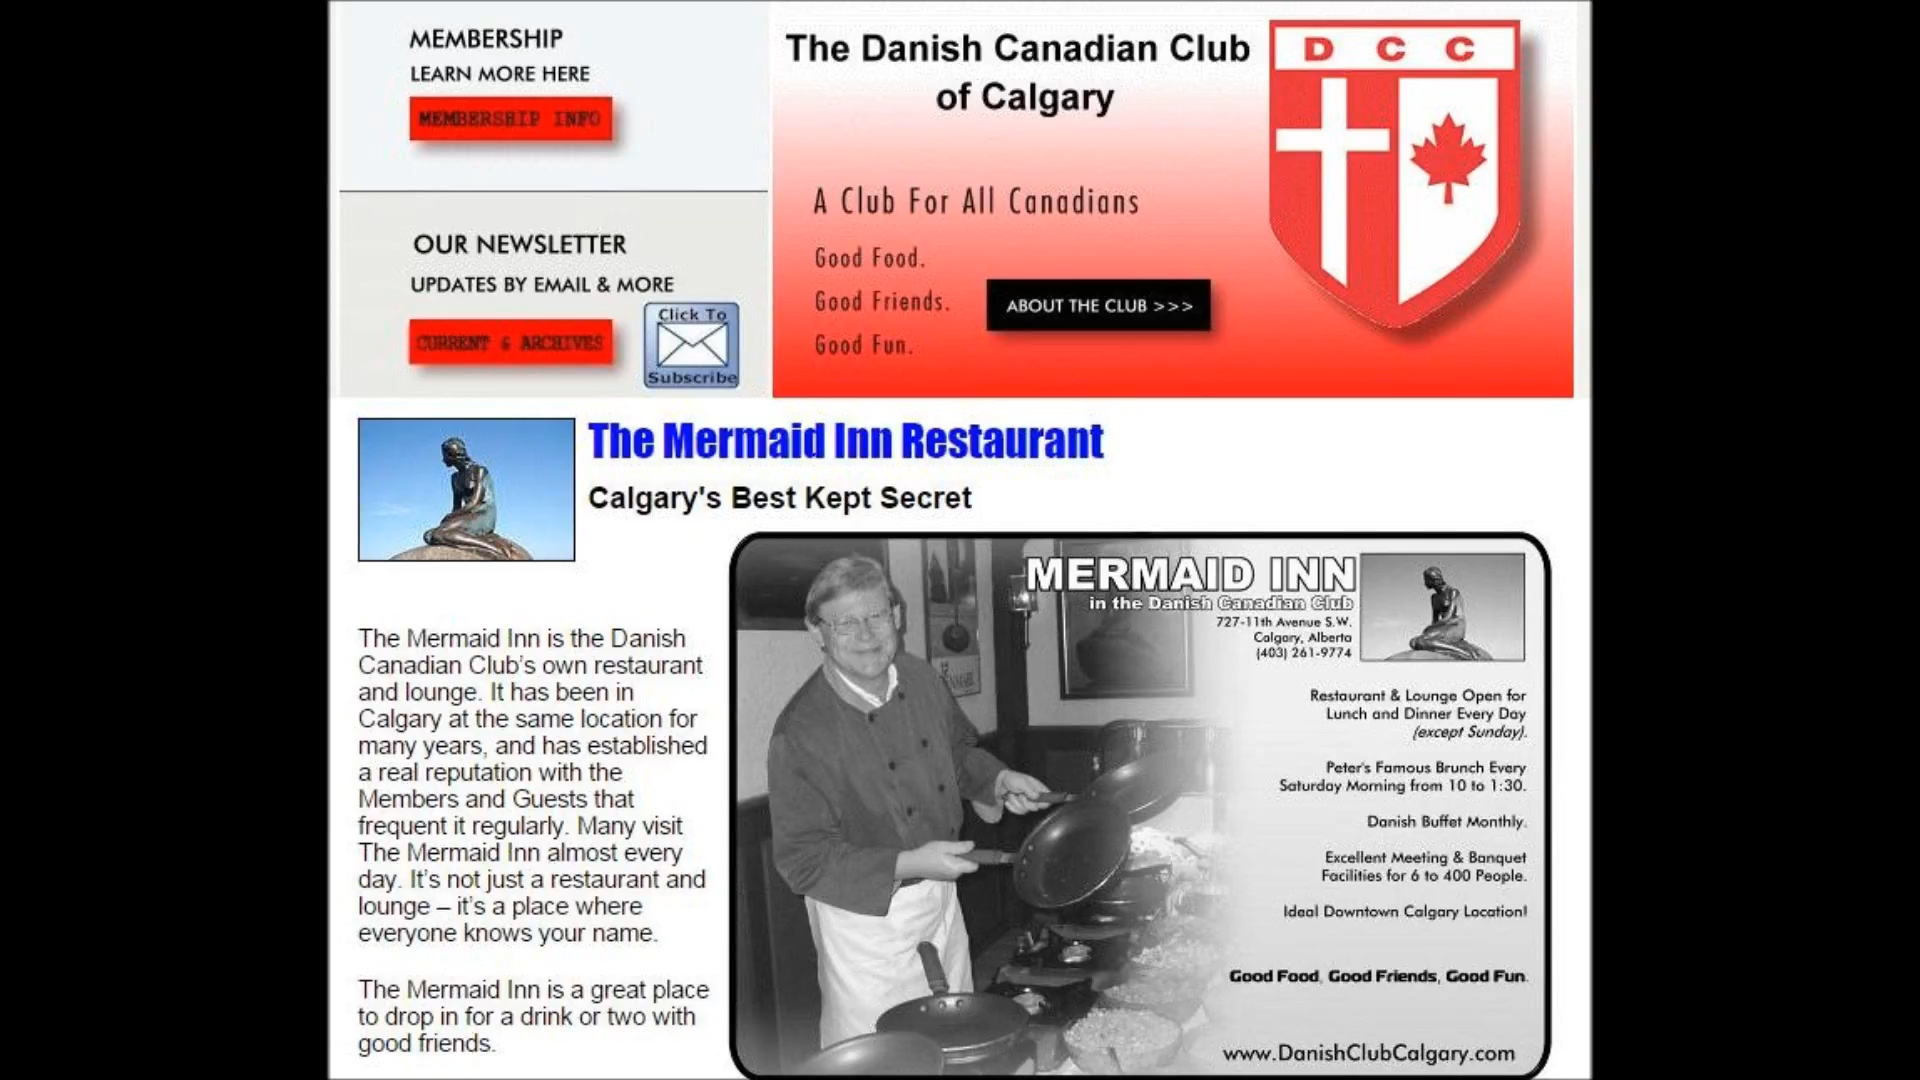 MEMBERSHIP
LEARN MORE HERE
MEMBERSHIP INFO
OUR NEWSLETTER
UPDATES BY EMAIL & MORE
CURRENT & ARCHIVES
Click To
Subscribe
The Danish Canadian Club
of Calgary
A Club For All Canadians
Good Food.
Good Friends.
Good Fun.
ABOUT THE CLUB >>>
D C C
The Mermaid Inn Restaurant
Calgary's Best Kept Secret
The Mermaid Inn is the Danish
Canadian Club’s own restaurant
and lounge. It has been in
Calgary at the same location for
many years, and has established
a real reputation with the
Members and Guests that
frequent it regularly. Many visit
The Mermaid Inn almost every
day. It’s not just a restaurant and
lounge – it’s a place where
everyone knows your name.
The Mermaid Inn is a great place
to drop in for a drink or two with
good friends.
MERMAID INN
in the Danish Canadian Club
727-11th Avenue S.W.
Calgary, Alberta
(403) 261-9774
Restaurant & Lounge Open for
Lunch and Dinner Every Day
(except Sunday).
Peter's Famous Brunch Every
Saturday Morning from 10 to 1:30.
Danish Buffet Monthly.
Excellent Meeting & Banquet
Facilities for 6 to 400 People.
Ideal Downtown Calgary Location!
Good Food, Good Friends, Good Fun.
www.DanishClubCalgary.com